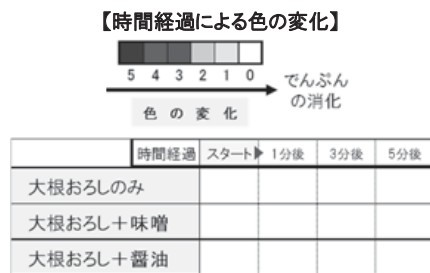 【時間経過による色の変化】
5 4 3 2 1 0
でんぷん
の消化
色の変化
時間経過 スタート▶ 1分後 3分後 5分後
大根おろしのみ
大根おろし＋味噌
大根おろし＋醤油